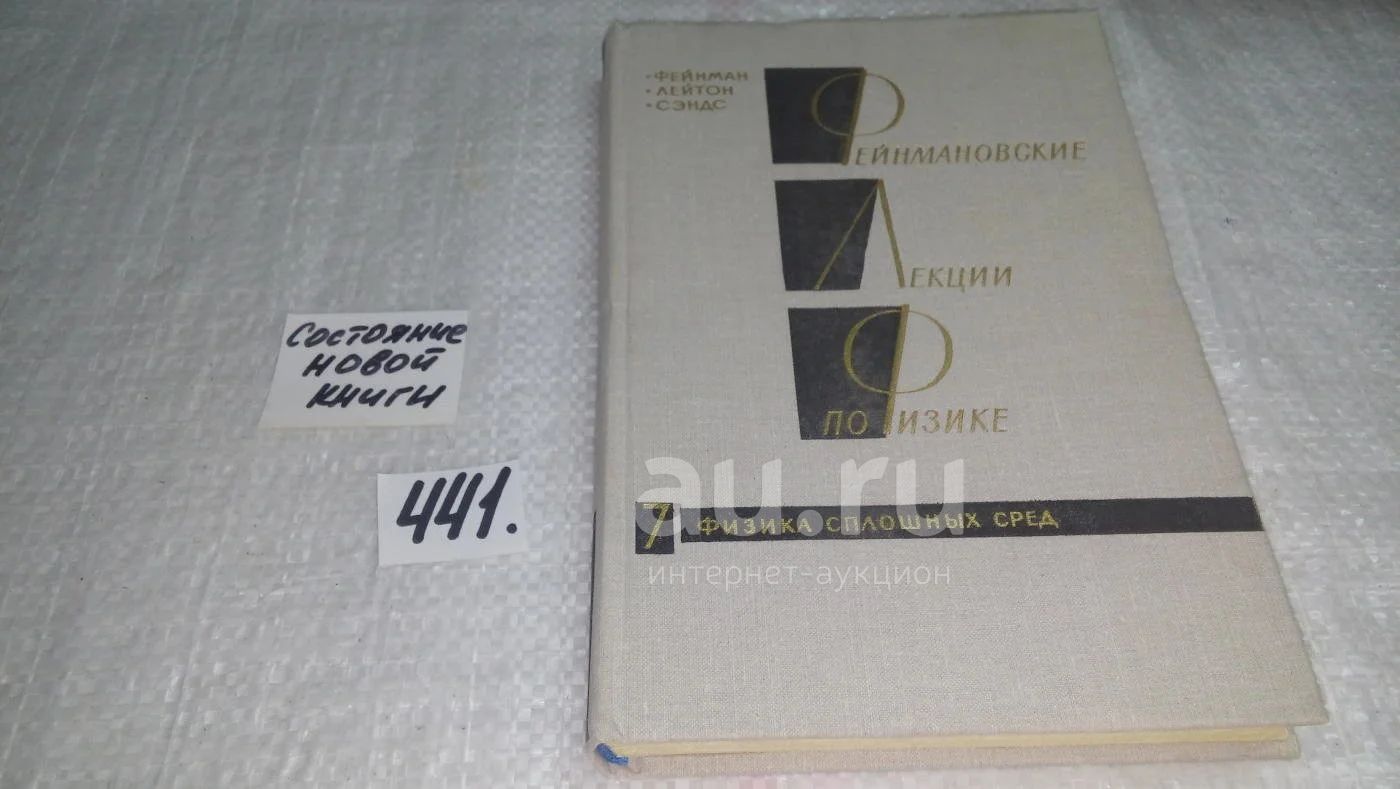 • ФЕЙНМАН
• ЛЕЙТОН
• СЭНДС
ФЕЙНМАНОВСКИЕ
ЛЕКЦИИ
ПО ФИЗИКЕ
7 ФИЗИКА СПЛОШНЫХ СРЕД
Состояние
новой
книги
441.
au.ru
интернет-аукцион